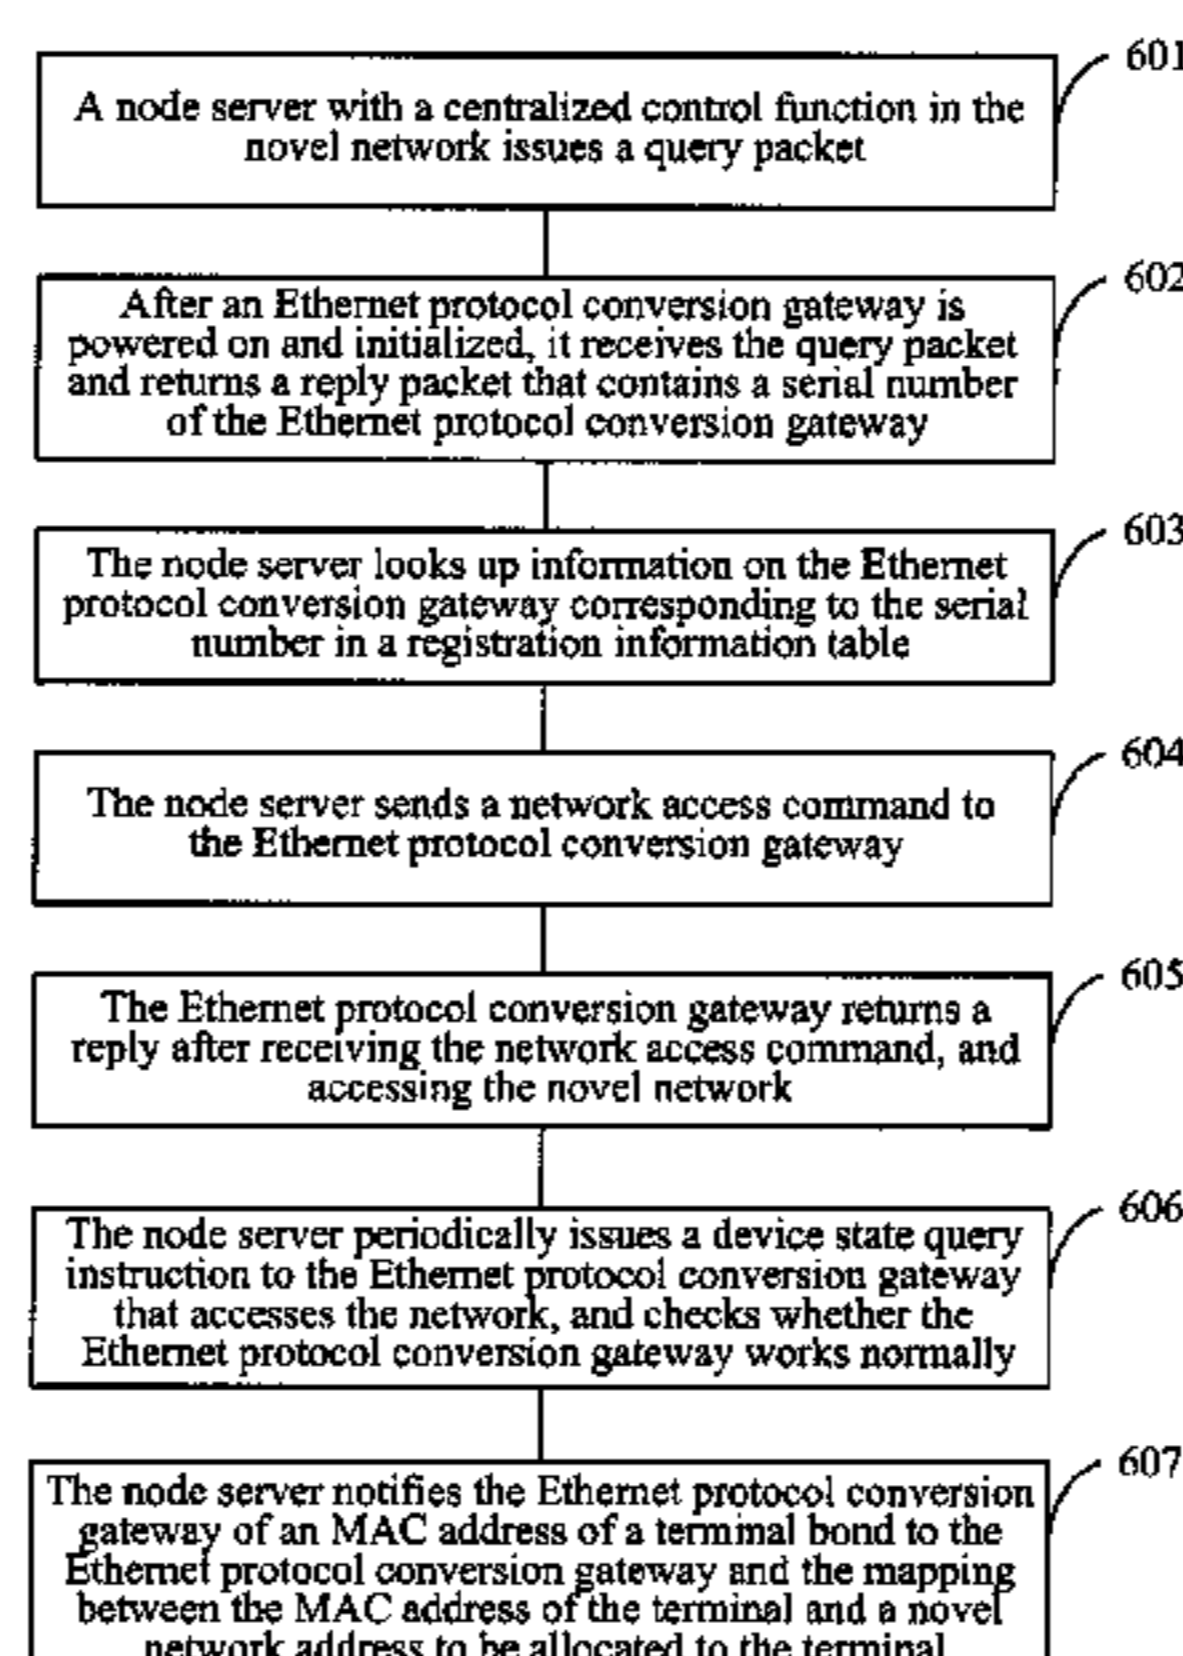 601
A node server with a centralized control function in the
novel network issues a query packet
602
After an Ethernet protocol conversion gateway is
powered on and initialized, it receives the query packet
and returns a reply packet that contains a serial number
of the Ethernet protocol conversion gateway
603
The node server looks up information on the Ethernet
protocol conversion gateway corresponding to the serial
number in a registration information table
604
The node server sends a network access command to
the Ethernet protocol conversion gateway
605
The Ethernet protocol conversion gateway returns a
reply after receiving the network access command, and
accessing the novel network
606
The node server periodically issues a device state query
instruction to the Ethernet protocol conversion gateway
that accesses the network, and checks whether the
Ethernet protocol conversion gateway works normally
607
The node server notifies the Ethernet protocol conversion
gateway of an MAC address of a terminal bond to the
Ethernet protocol conversion gateway and the mapping
between the MAC address of the terminal and a novel
network address to be allocated to the terminal